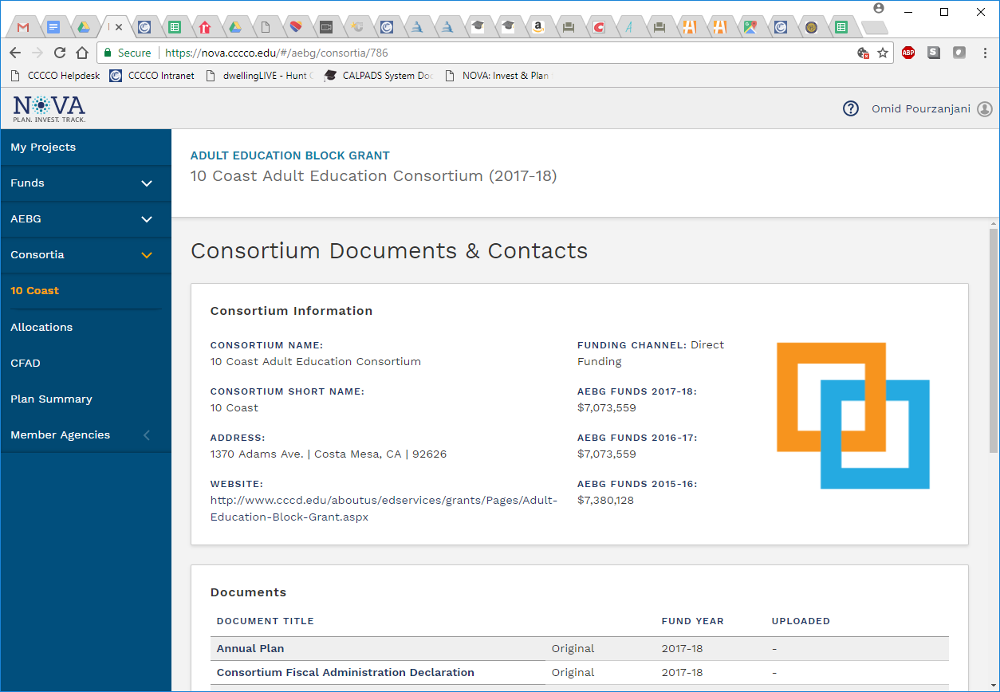 Secure
https://nova.cccco.edu/#/aebg/consortia/786
ABP
S
CCCCO Helpdesk
CCCCO Intranet
dwellingLIVE - Hunt
CALPADS System Doc
NOVA: Invest & Plan
NOVA
PLAN. INVEST. TRACK.
Omid Pourzanjani
My Projects
Funds
AEBG
Consortia
10 Coast
Allocations
CFAD
Plan Summary
Member Agencies
ADULT EDUCATION BLOCK GRANT
10 Coast Adult Education Consortium (2017-18)
Consortium Documents & Contacts
Consortium Information
CONSORTIUM NAME:
10 Coast Adult Education Consortium
CONSORTIUM SHORT NAME:
10 Coast
ADDRESS:
1370 Adams Ave. | Costa Mesa, CA | 92626
WEBSITE:
http://www.cccd.edu/aboutus/edservices/grants/Pages/Adult-
Education-Block-Grant.aspx
FUNDING CHANNEL: Direct
Funding
AEBG FUNDS 2017-18:
$7,073,559
AEBG FUNDS 2016-17:
$7,073,559
AEBG FUNDS 2015-16:
$7,380,128
Documents
DOCUMENT TITLE FUND YEAR UPLOADED
Annual Plan Original 2017-18 -
Consortium Fiscal Administration Declaration Original 2017-18 -